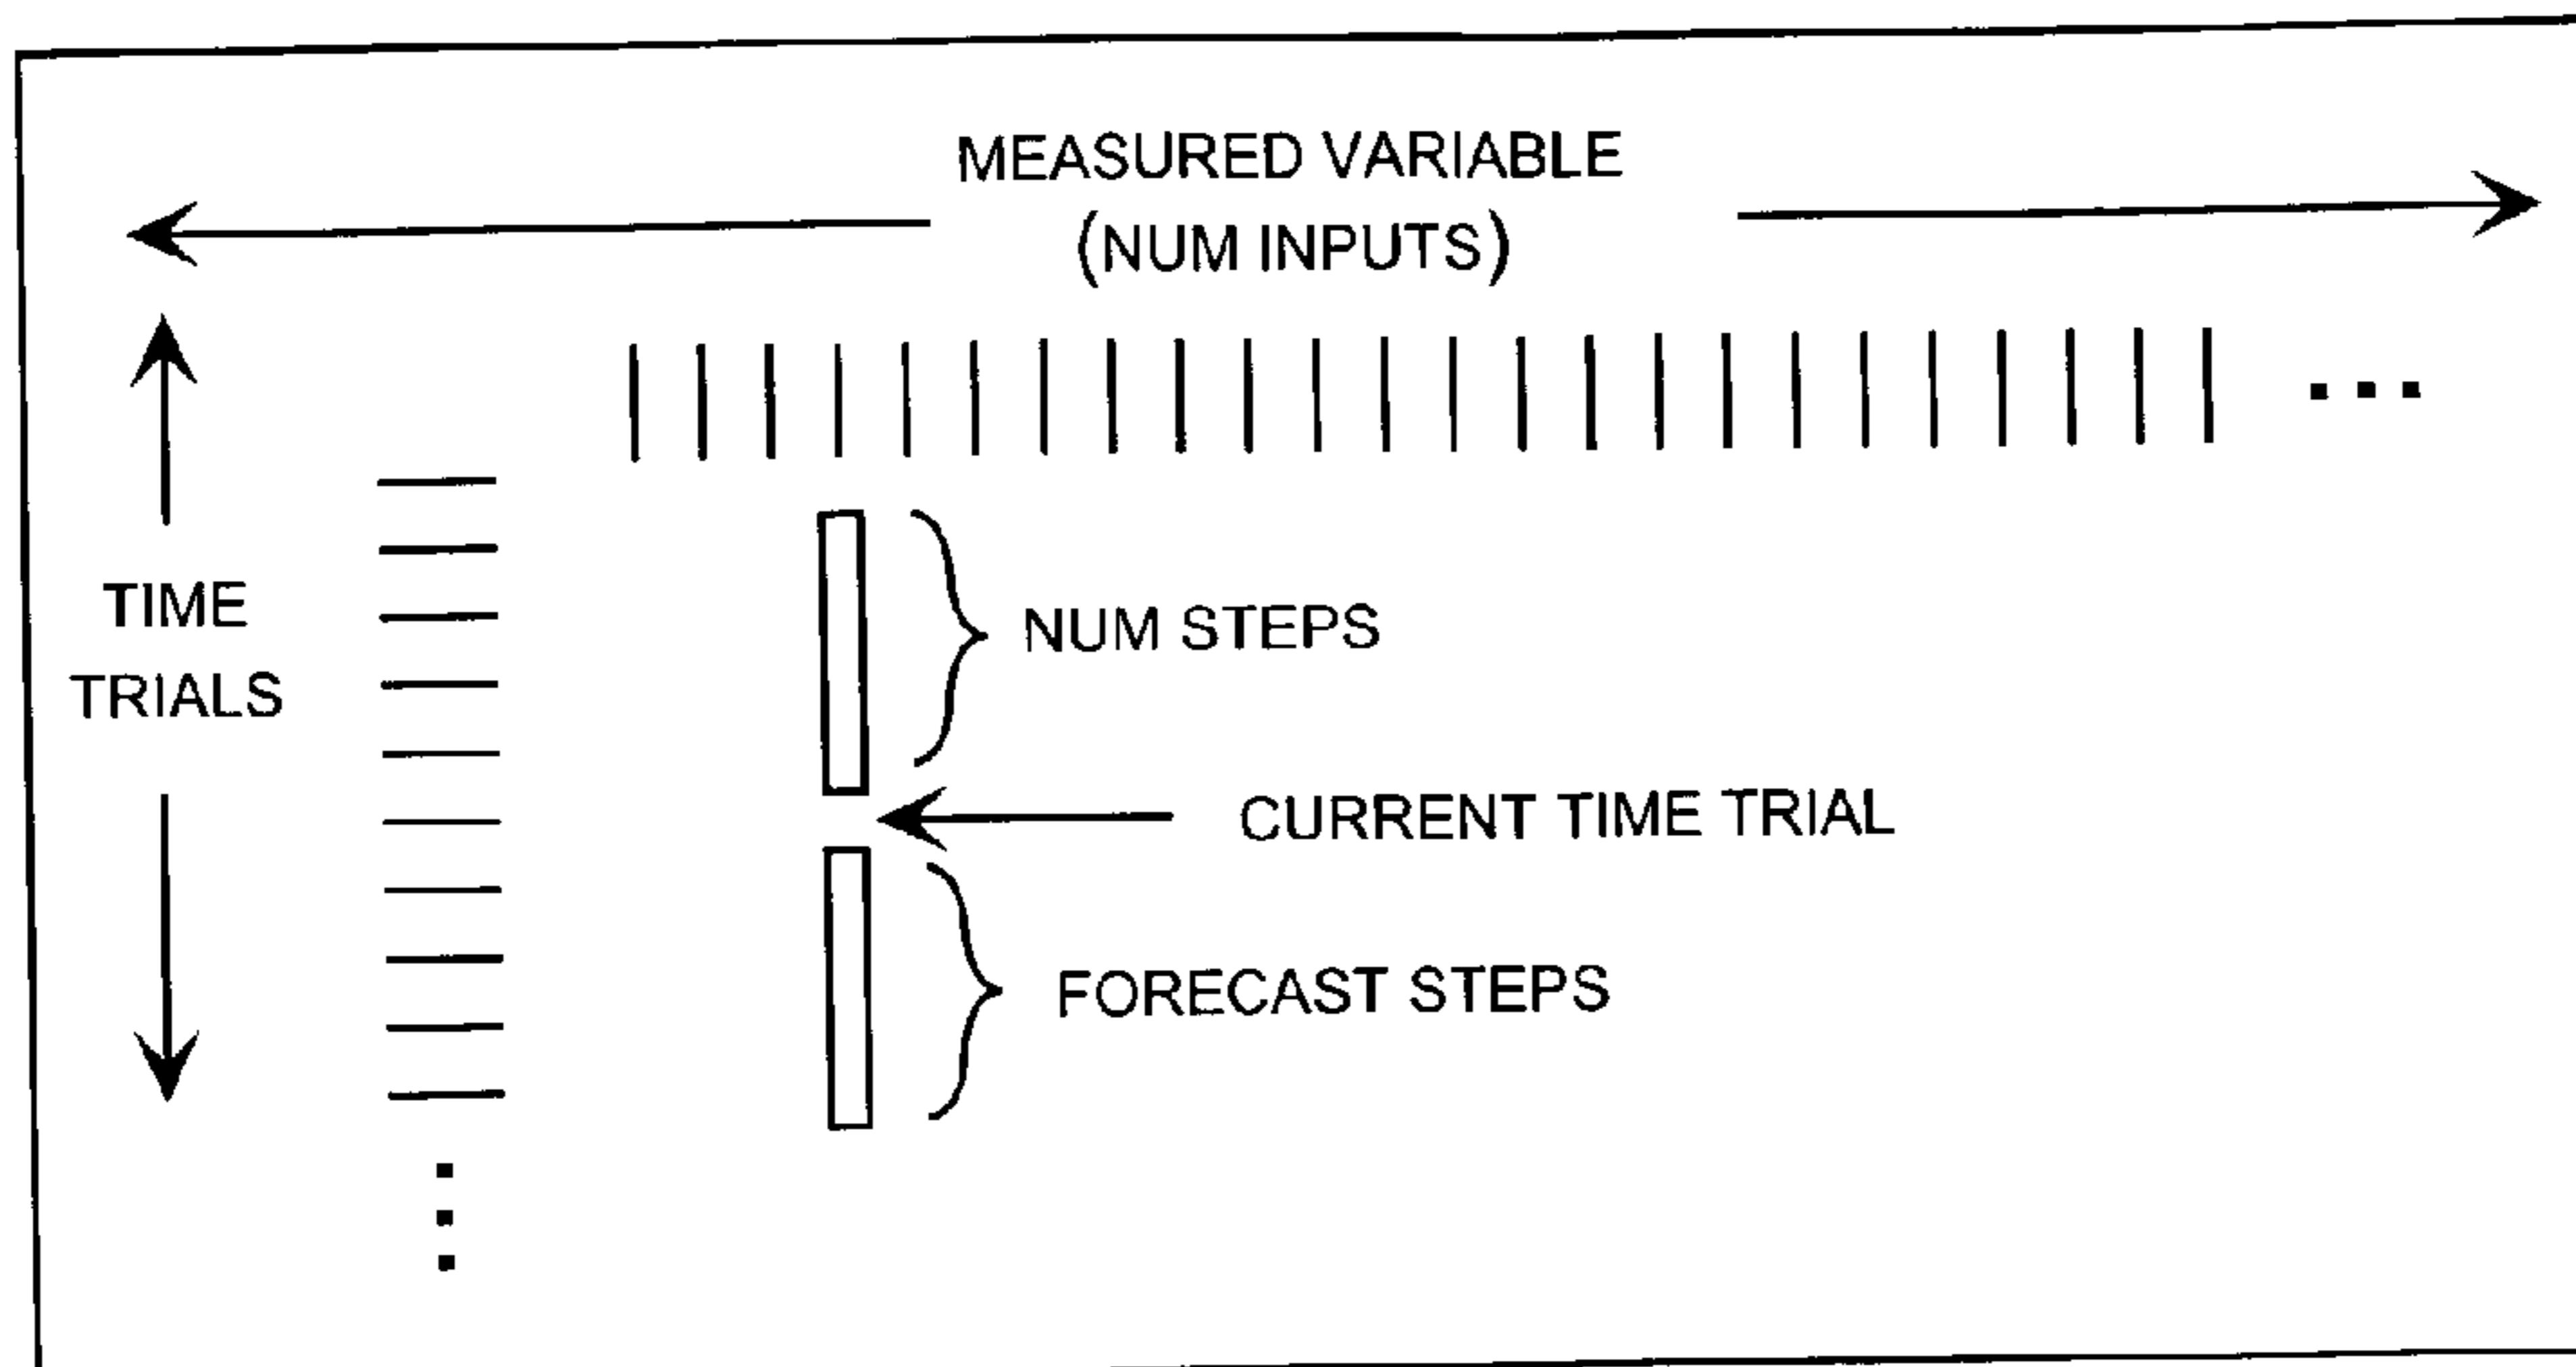 MEASURED VARIABLE
(NUM INPUTS)
TIME
TRIALS
NUM STEPS
CURRENT TIME TRIAL
FORECAST STEPS